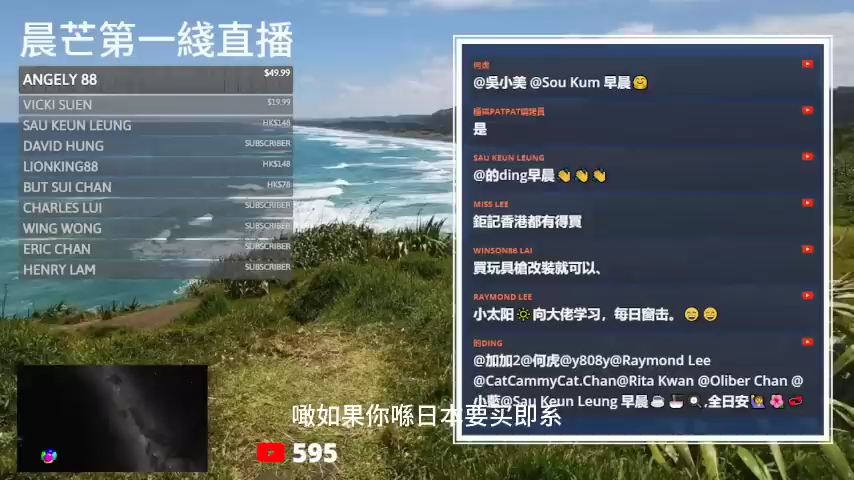 晨芒第一綫直播
ANGELY 88 $49.99
VICKI SUEN $19.99
SAU KEUN LEUNG HK$148
DAVID HUNG SUBSCRIBER
LIONKING88 HK$148
BUT SUI CHAN HK$78
CHARLES LUI SUBSCRIBER
WING WONG SUBSCRIBER
ERIC CHAN SUBSCRIBER
HENRY LAM SUBSCRIBER
何虎
@吳小美 @Sou Kum 早晨
PATPAT
是
SAU KEUN LEUNG
@的ding早晨
MISS LEE
鉅記香港都有得買
WINSON88 LAI
買玩具槍改裝就可以、
RAYMOND LEE
小太阳 向大佬学习，每日窗击。
的DING
@加加2@何虎@y808y@Raymond Lee
@CatCammyCat.Chan@Rita Kwan @Oliber Chan @
小藍@Sau Keun Leung 早晨 ,全日安
噉如果你喺日本要买即系
595